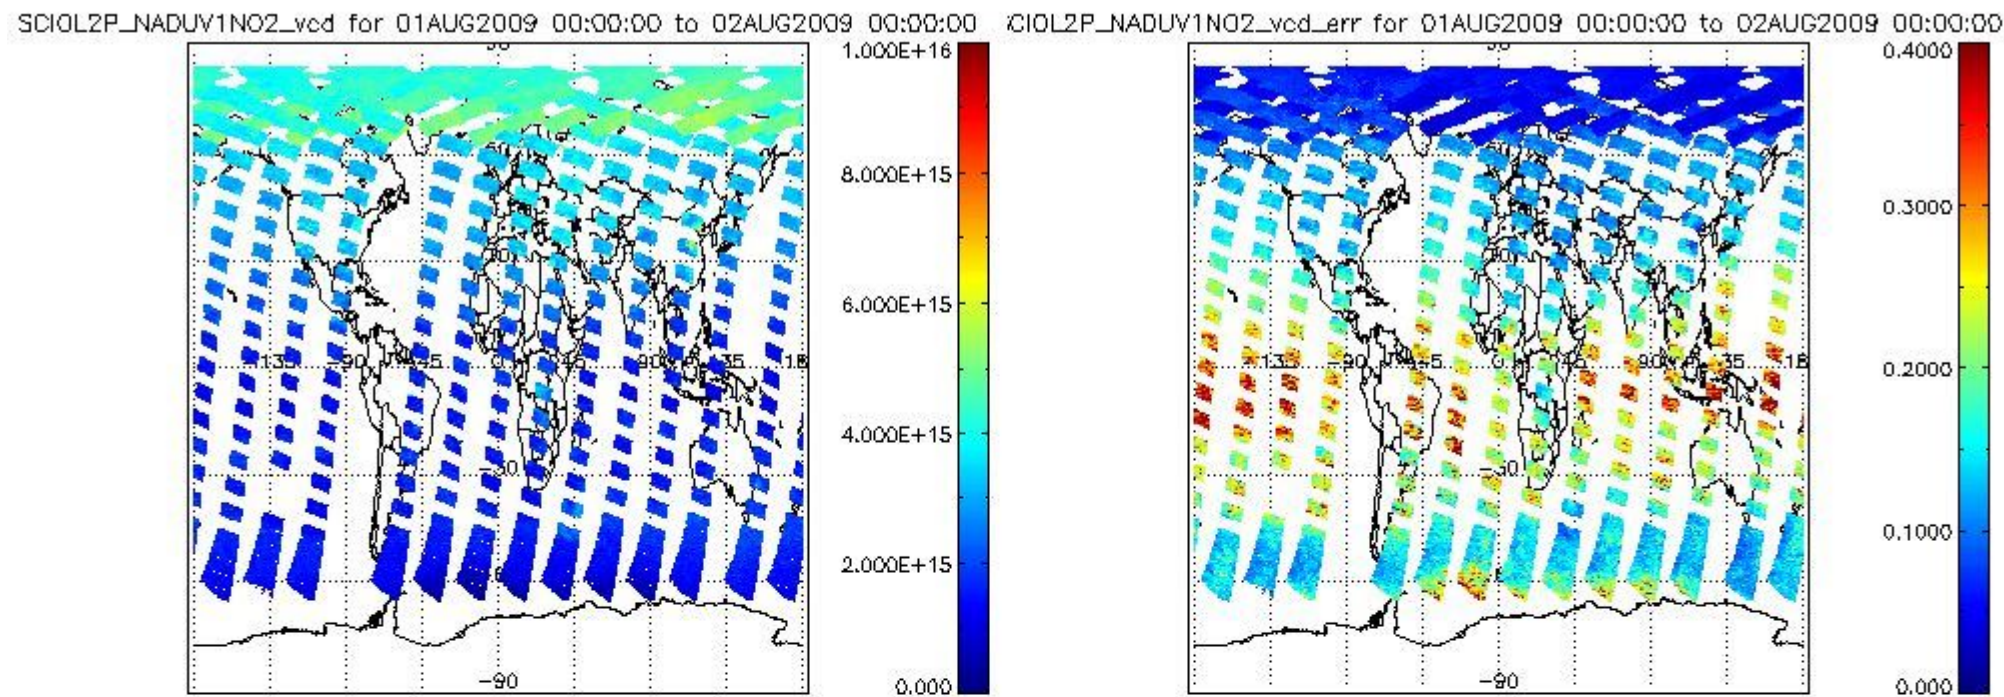 SCIOL2P_NADUV1NO2_vcd for 01AUG2009 00:00:00 to 02AUG2009 00:00:00
1.000E+16
8.000E+15
6.000E+15
4.000E+15
2.000E+15
0.000
-90
CIOL2P_NADUV1NO2_vcd_err for 01AUG2009 00:00:00 to 02AUG2009 00:00:00
0.4000
0.3000
0.2000
0.1000
0.000
-90